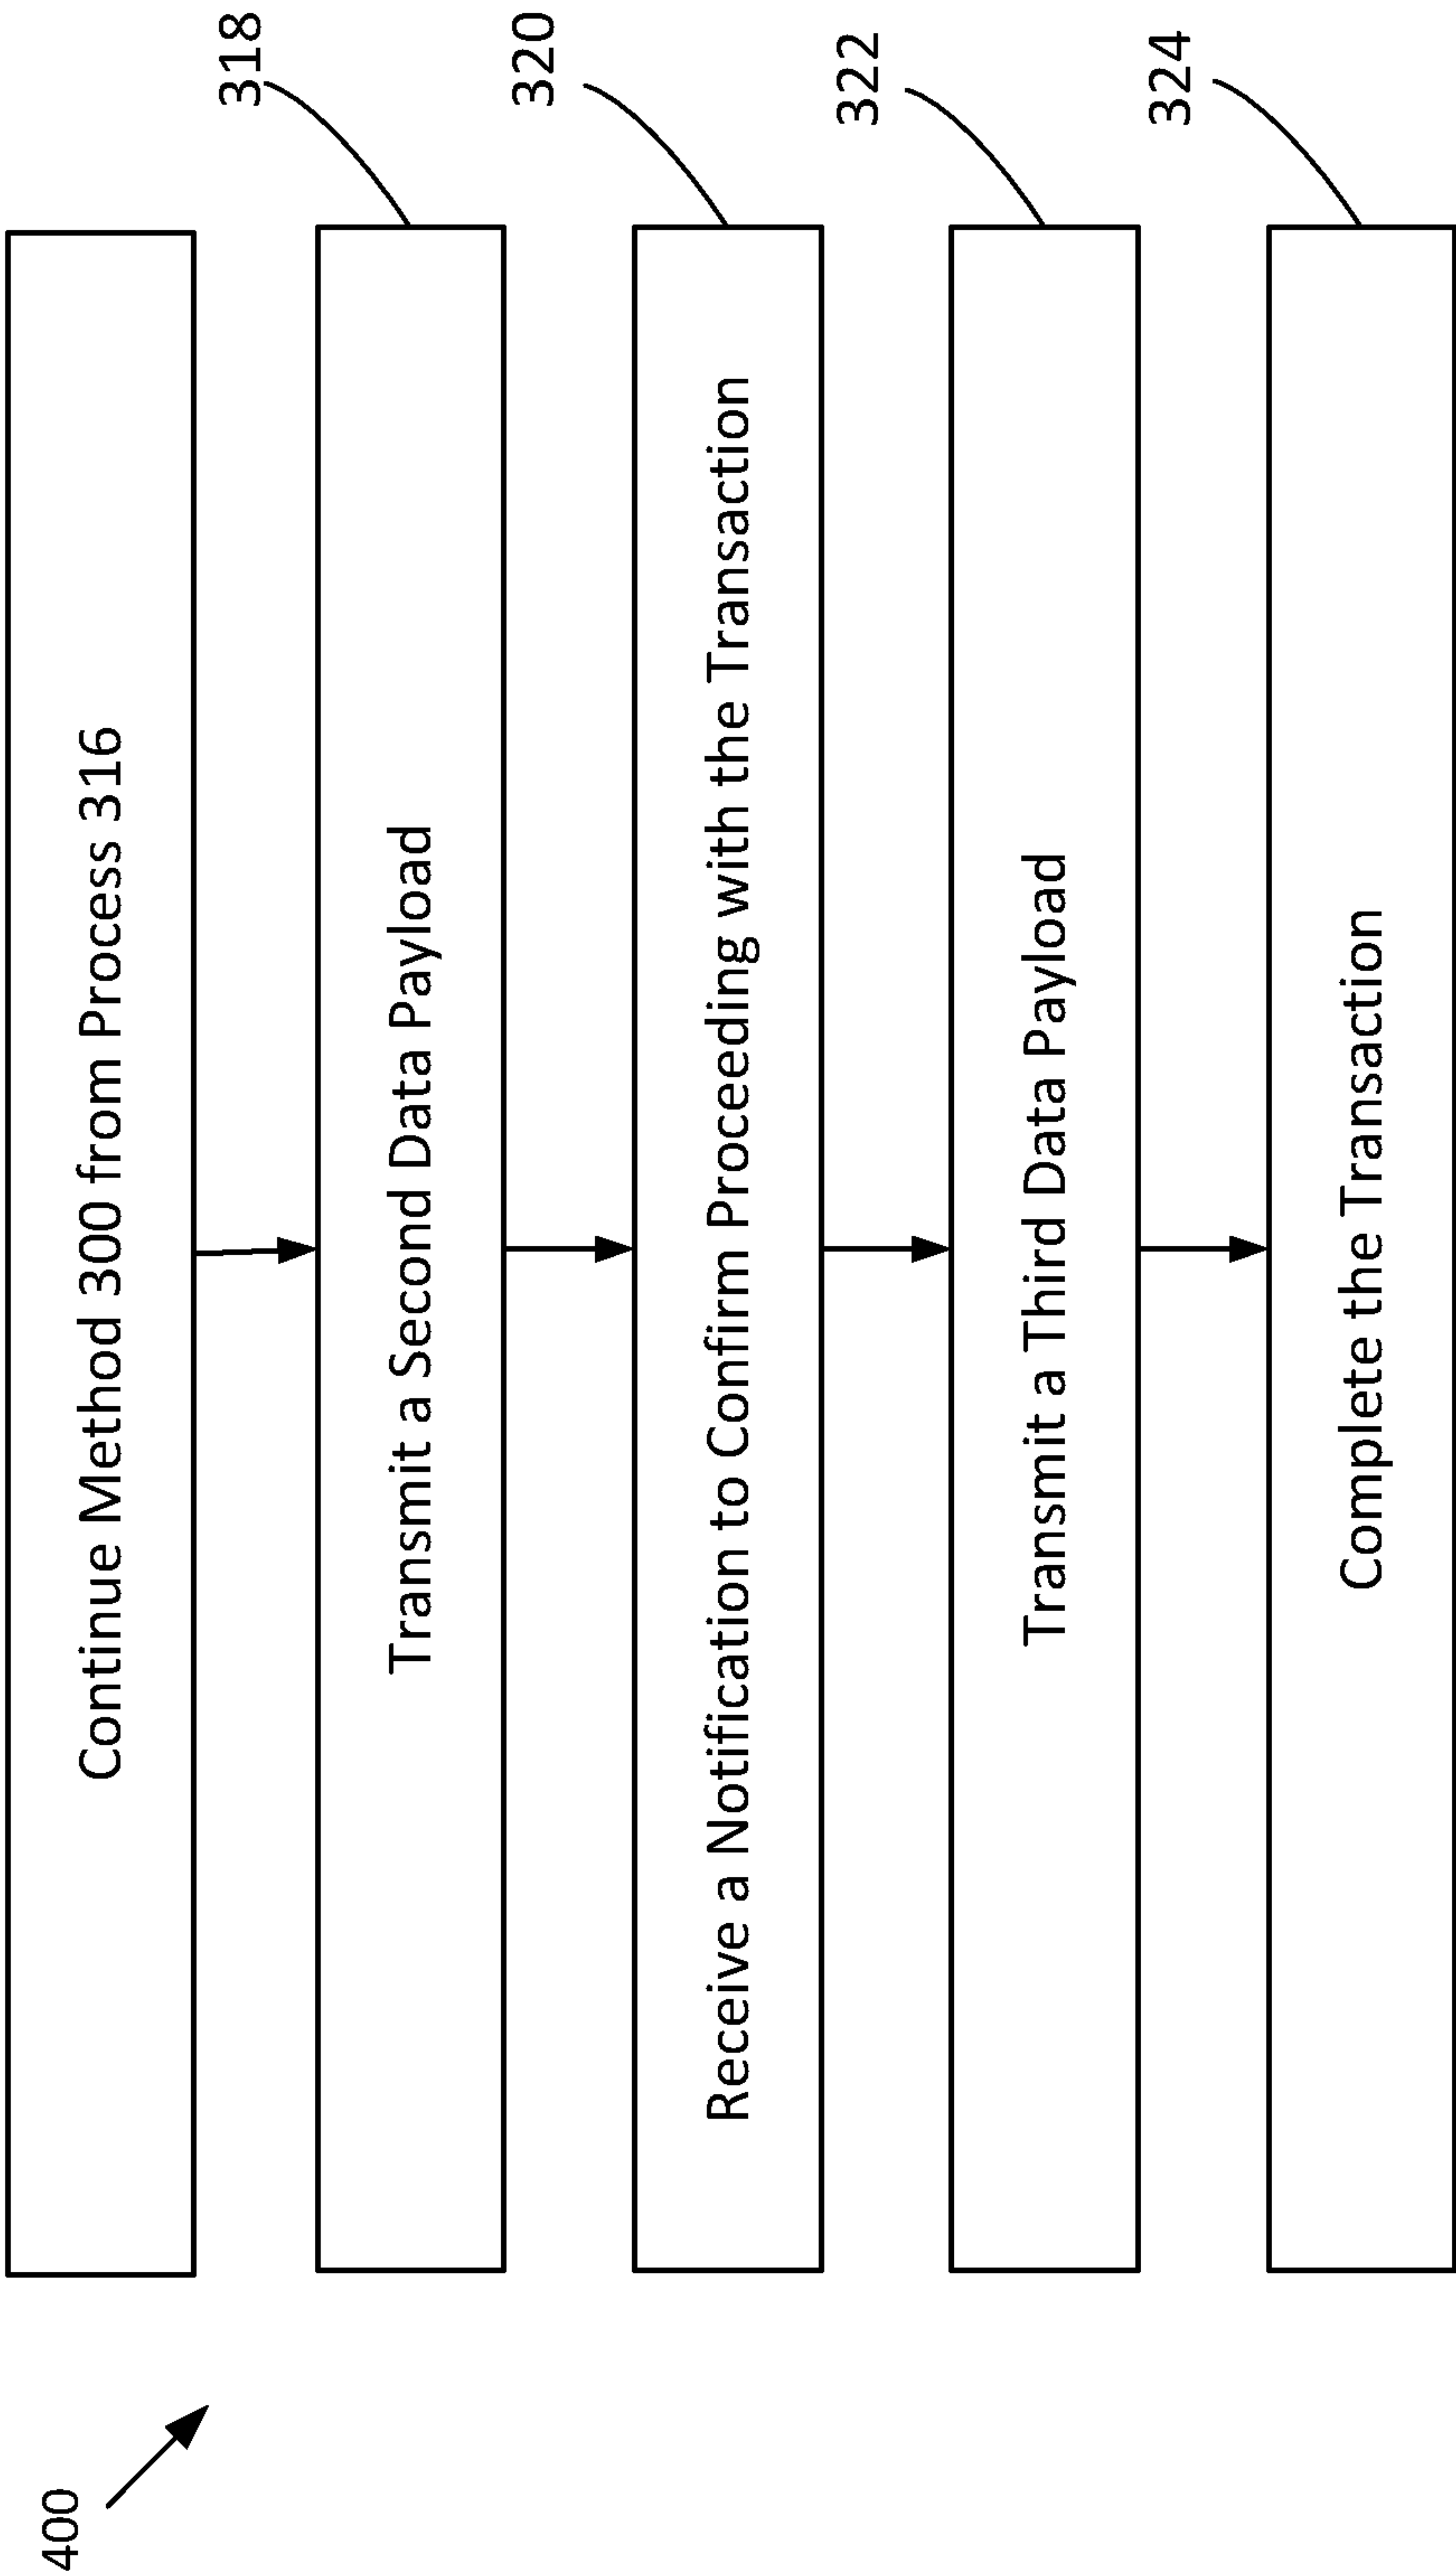 400
Continue Method 300 from Process 316
318
Transmit a Second Data Payload
320
Receive a Notification to Confirm Proceeding with the Transaction
322
Transmit a Third Data Payload
324
Complete the Transaction